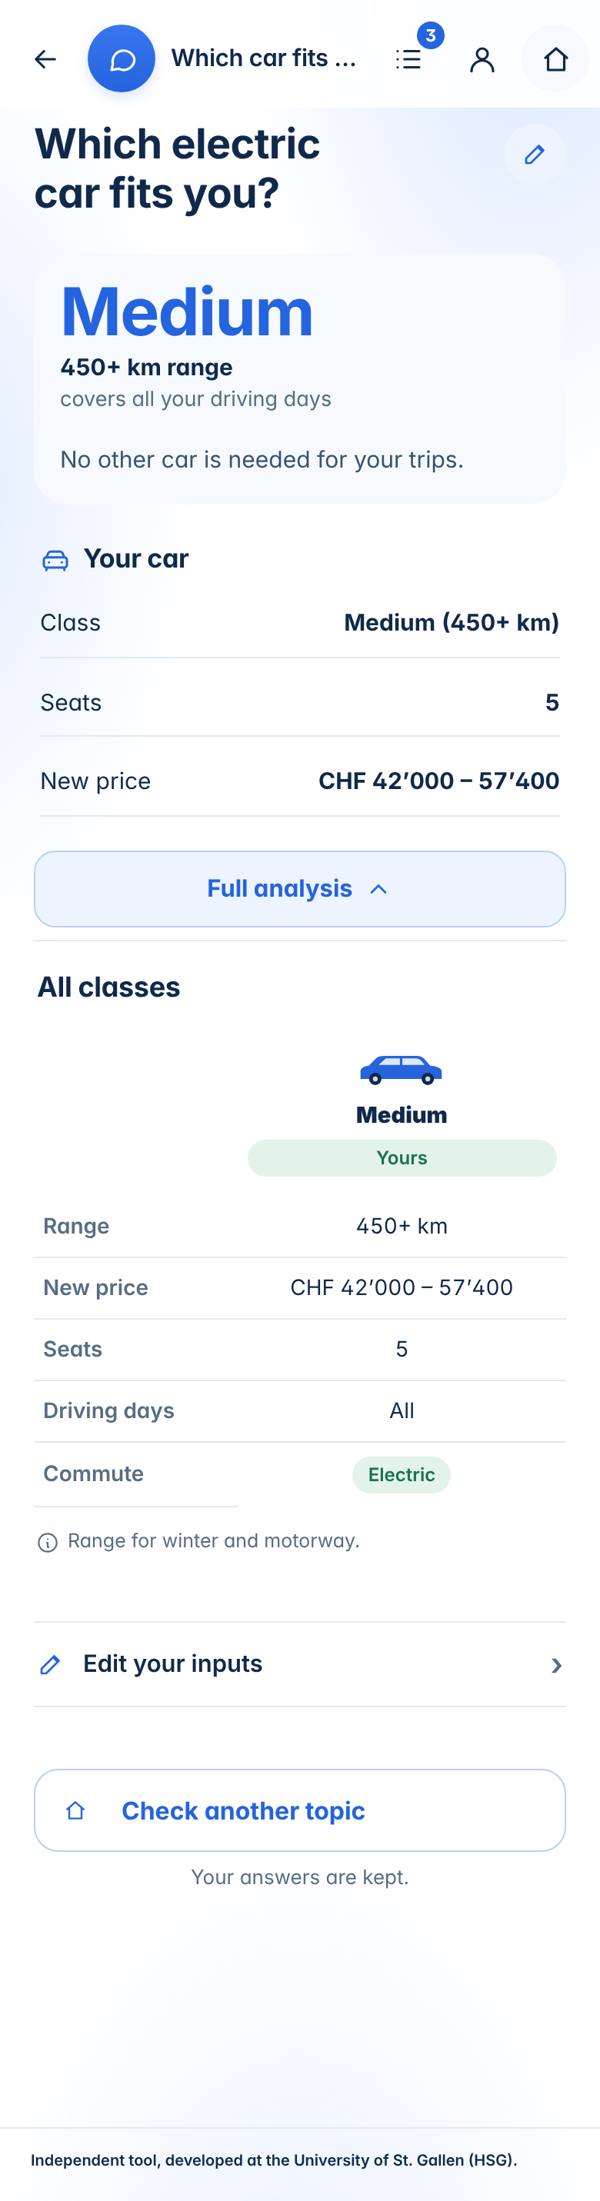 Which car fits ...
3
Which electric
car fits you?
Medium
450+ km range
covers all your driving days
No other car is needed for your trips.
Your car
Class Medium (450+ km)
Seats 5
New price CHF 42’000 – 57’400
Full analysis
All classes
Medium
Yours
Range 450+ km
New price CHF 42’000 – 57’400
Seats 5
Driving days All
Commute Electric
Range for winter and motorway.
Edit your inputs
Check another topic
Your answers are kept.
Independent tool, developed at the University of St. Gallen (HSG).